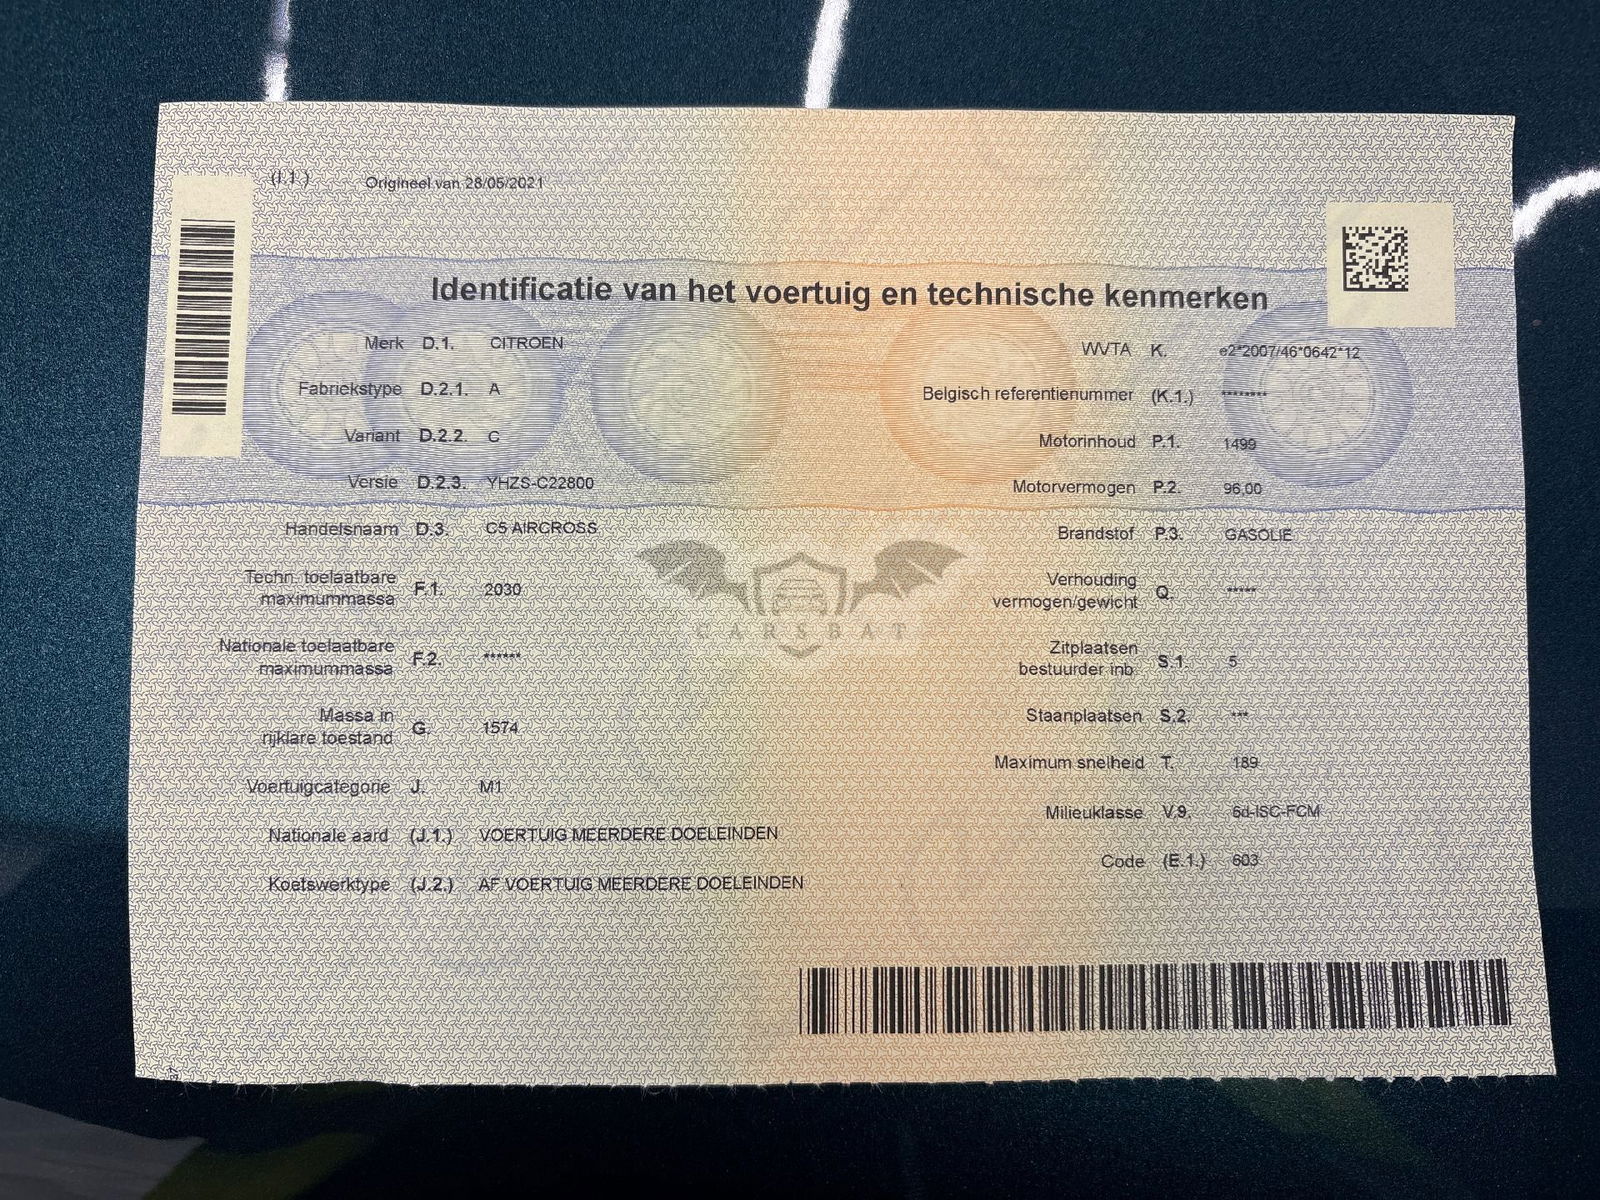 (I.1.) Origineel van 28/05/2021
Identificatie van het voertuig en technische kenmerken
Merk D.1. CITROEN
Fabriekstype D.2.1. A
Variant D.2.2. C
Versie D.2.3. YHZS-C22800
Handelsnaam D.3. C5 AIRCROSS
Techn. toelaatbare
maximummassa F.1. 2030
Nationale toelaatbare
maximummassa F.2. ******
Massa in
rijklare toestand G. 1574
Voertuigcategorie J. M1
Nationale aard (J.1.) VOERTUIG MEERDERE DOELEINDEN
Koetswerktype (J.2.) AF VOERTUIG MEERDERE DOELEINDEN
WVTA K. e2*2007/46*0642*12
Belgisch referentienummer (K.1.) ********
Motorinhoud P.1. 1499
Motorvermogen P.2. 96,00
Brandstof P.3. GASOLIE
Verhouding
vermogen/gewicht Q. *****
Zitplaatsen
bestuurder inb. S.1. 5
Staanplaatsen S.2. ***
Maximum snelheid T. 189
Milieuklasse V.9. 6d-ISC-FCM
Code (E.1.) 603
CARSBAT